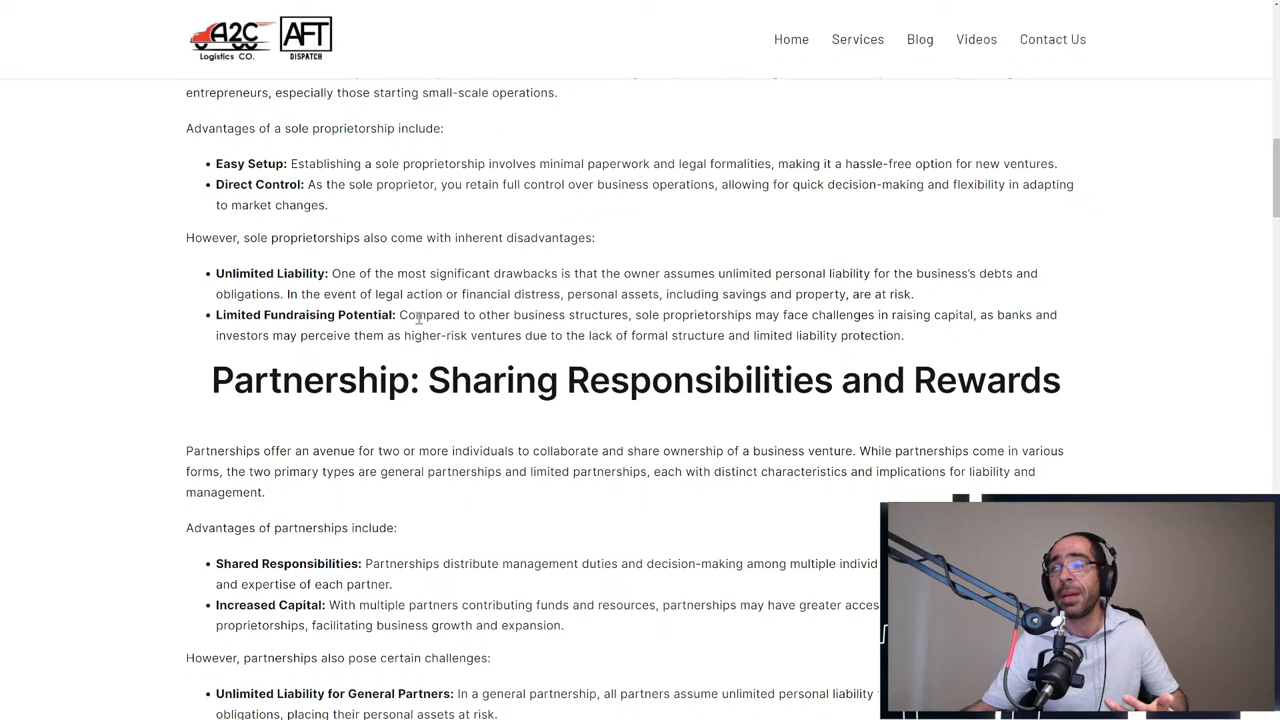 A2C
Logistics CO.
AFT
DISPATCH
Home
Services
Blog
Videos
Contact Us
entrepreneurs, especially those starting small-scale operations.
Advantages of a sole proprietorship include:
• Easy Setup: Establishing a sole proprietorship involves minimal paperwork and legal formalities, making it a hassle-free option for new ventures.
• Direct Control: As the sole proprietor, you retain full control over business operations, allowing for quick decision-making and flexibility in adapting
to market changes.
However, sole proprietorships also come with inherent disadvantages:
• Unlimited Liability: One of the most significant drawbacks is that the owner assumes unlimited personal liability for the business's debts and
obligations. In the event of legal action or financial distress, personal assets, including savings and property, are at risk.
• Limited Fundraising Potential: Compared to other business structures, sole proprietorships may face challenges in raising capital, as banks and
investors may perceive them as higher-risk ventures due to the lack of formal structure and limited liability protection.
Partnership: Sharing Responsibilities and Rewards
Partnerships offer an avenue for two or more individuals to collaborate and share ownership of a business venture. While partnerships come in various
forms, the two primary types are general partnerships and limited partnerships, each with distinct characteristics and implications for liability and
management.
Advantages of partnerships include:
• Shared Responsibilities: Partnerships distribute management duties and decision-making among multiple individ
and expertise of each partner.
• Increased Capital: With multiple partners contributing funds and resources, partnerships may have greater acces
proprietorships, facilitating business growth and expansion.
However, partnerships also pose certain challenges:
• Unlimited Liability for General Partners: In a general partnership, all partners assume unlimited personal liability
obligations, placing their personal assets at risk.